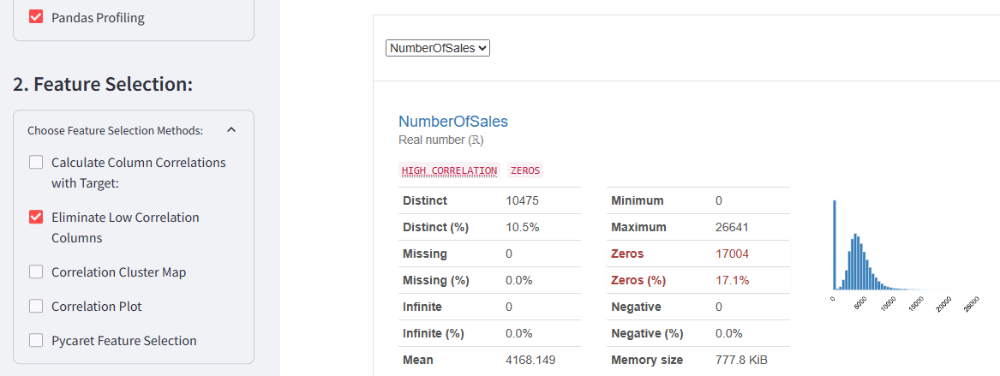 Pandas Profiling
2. Feature Selection:
Choose Feature Selection Methods:
Calculate Column Correlations
with Target:
Eliminate Low Correlation
Columns
Correlation Cluster Map
Correlation Plot
Pycaret Feature Selection
NumberOfSales
NumberOfSales
Real number (ℝ)
HIGH CORRELATION ZEROS
Distinct 10475
Distinct (%) 10.5%
Missing 0
Missing (%) 0.0%
Infinite 0
Infinite (%) 0.0%
Mean 4168.149
Minimum 0
Maximum 26641
Zeros 17004
Zeros (%) 17.1%
Negative 0
Negative (%) 0.0%
Memory size 777.8 KiB
0 5000 10000 15000 20000 25000